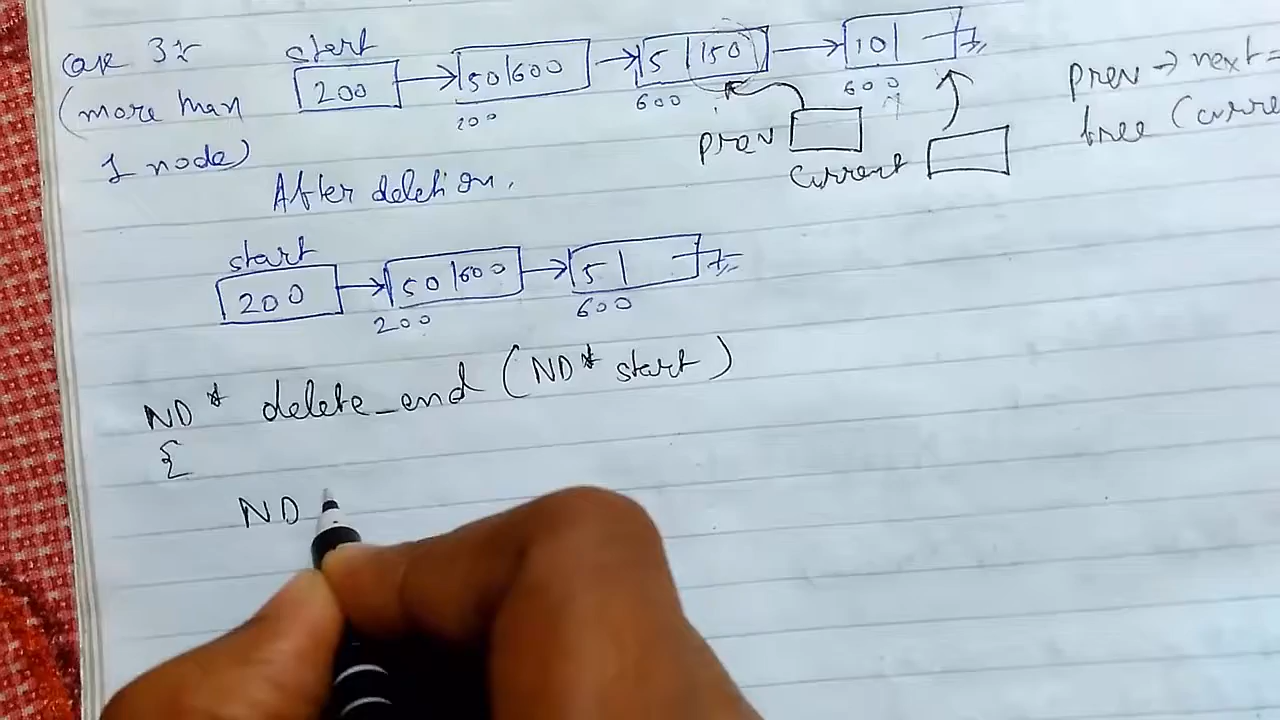 case 3:-
(more than
1 node)
start
200
50|600
200
5|150
600
10|
600
prev
current
prev → next =
free (curre
After deletion.
start
200
50|600
200
5|
600
ND * delete_end (ND* start)
{
ND